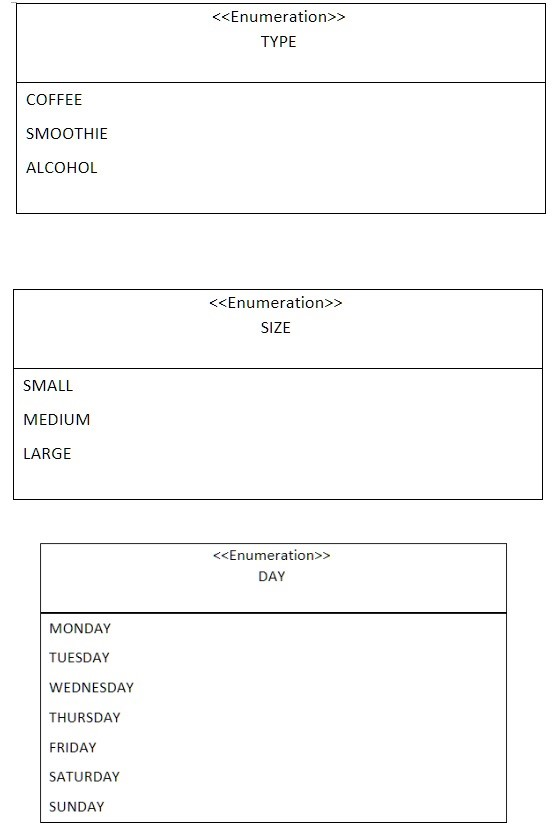 <<Enumeration>>
TYPE
COFFEE
SMOOTHIE
ALCOHOL
<<Enumeration>>
SIZE
SMALL
MEDIUM
LARGE
<<Enumeration>>
DAY
MONDAY
TUESDAY
WEDNESDAY
THURSDAY
FRIDAY
SATURDAY
SUNDAY